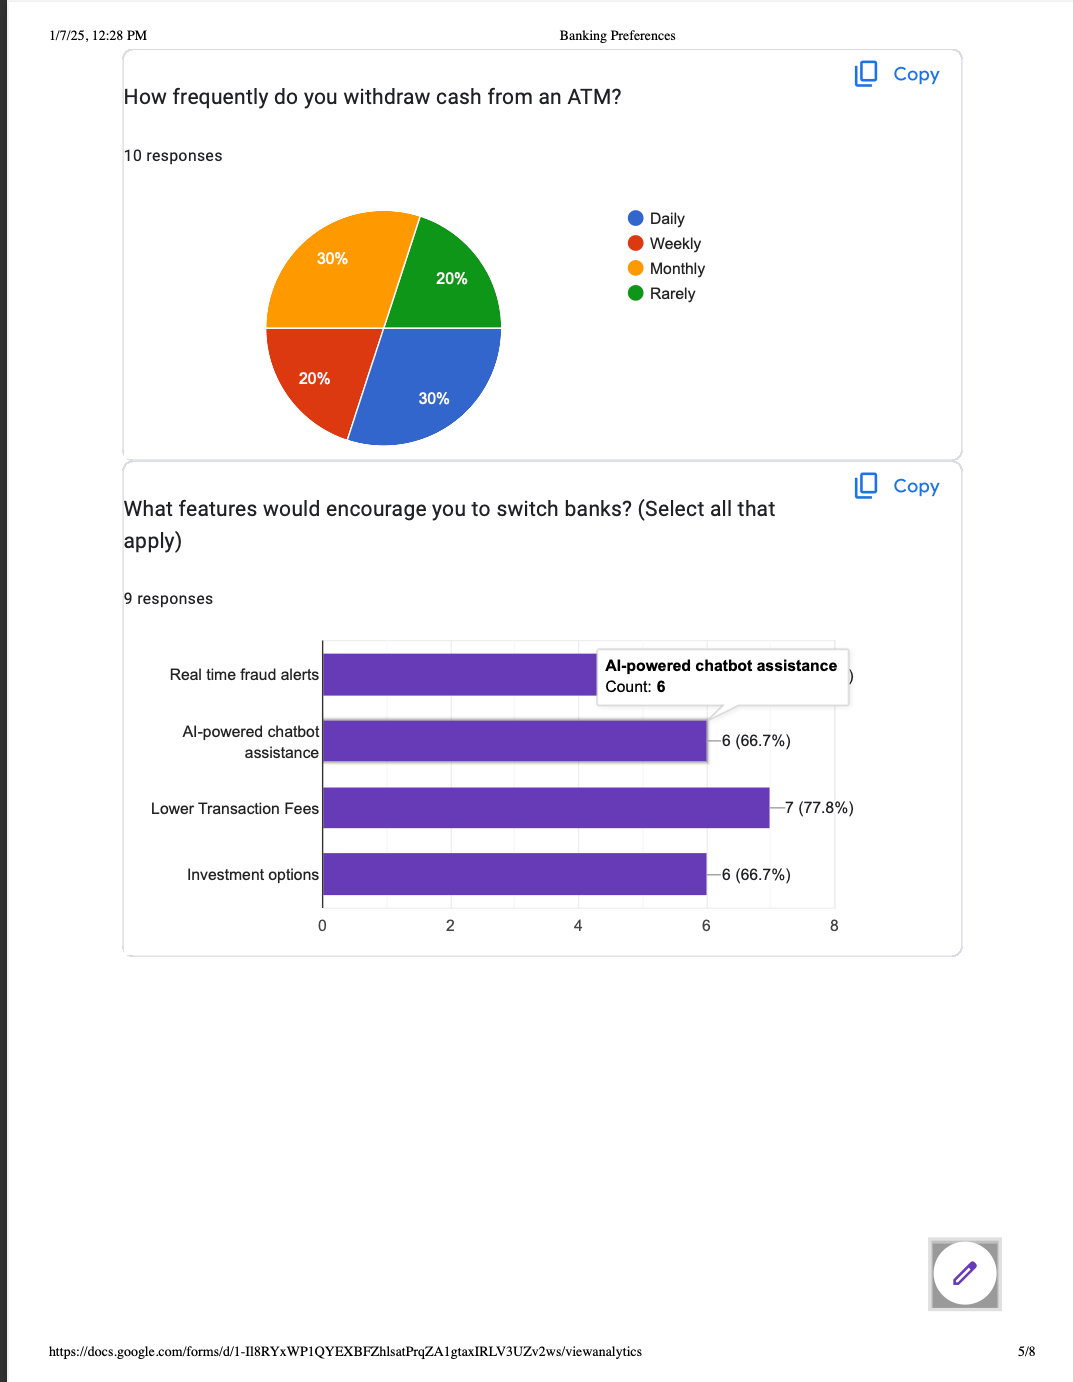 1/7/25, 12:28 PM
Banking Preferences
Copy
How frequently do you withdraw cash from an ATM?
10 responses
Daily
Weekly
Monthly
Rarely
30%
20%
20%
30%
Copy
What features would encourage you to switch banks? (Select all that
apply)
9 responses
Real time fraud alerts
)
AI-powered chatbot assistance
Count: 6
AI-powered chatbot
assistance
6 (66.7%)
Lower Transaction Fees
7 (77.8%)
Investment options
6 (66.7%)
0 2 4 6 8
https://docs.google.com/forms/d/1-Il8RYxWP1QYEXBFZhlsatPrqZA1gtaxIRLV3UZv2ws/viewanalytics
5/8